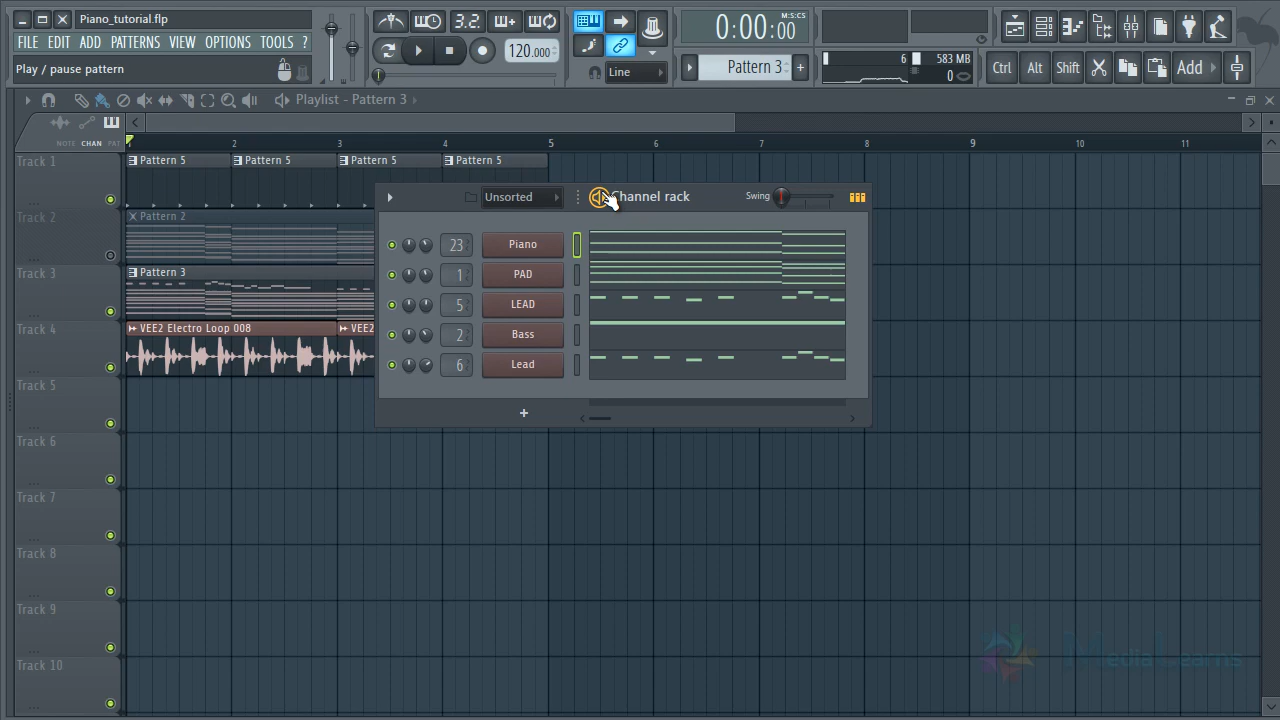 Piano_tutorial.flp
FILE EDIT ADD PATTERNS VIEW OPTIONS TOOLS ?
Play / pause pattern
3.2.
120.000
Line
0:00:00
M:S:CS
Pattern 3
6
583 MB
0
Ctrl
Alt
Shift
Add
Playlist - Pattern 3
NOTE CHAN PAT
1 2 3 4 5 6 7 8 9 10 11
Track 1
Pattern 5
Pattern 5
Pattern 5
Pattern 5
Track 2
Pattern 2
Track 3
Pattern 3
Track 4
VEE2 Electro Loop 008
VEE2
Track 5
Track 6
Track 7
Track 8
Track 9
Track 10
Unsorted
Channel rack
Swing
23 Piano
1 PAD
5 LEAD
2 Bass
6 Lead
+
MediaLearns